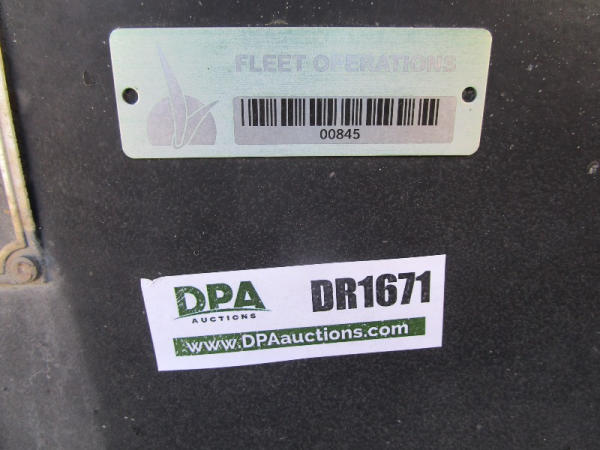 FLEET OPERATIONS
00845
DPA
AUCTIONS
DR1671
www.DPAauctions.com